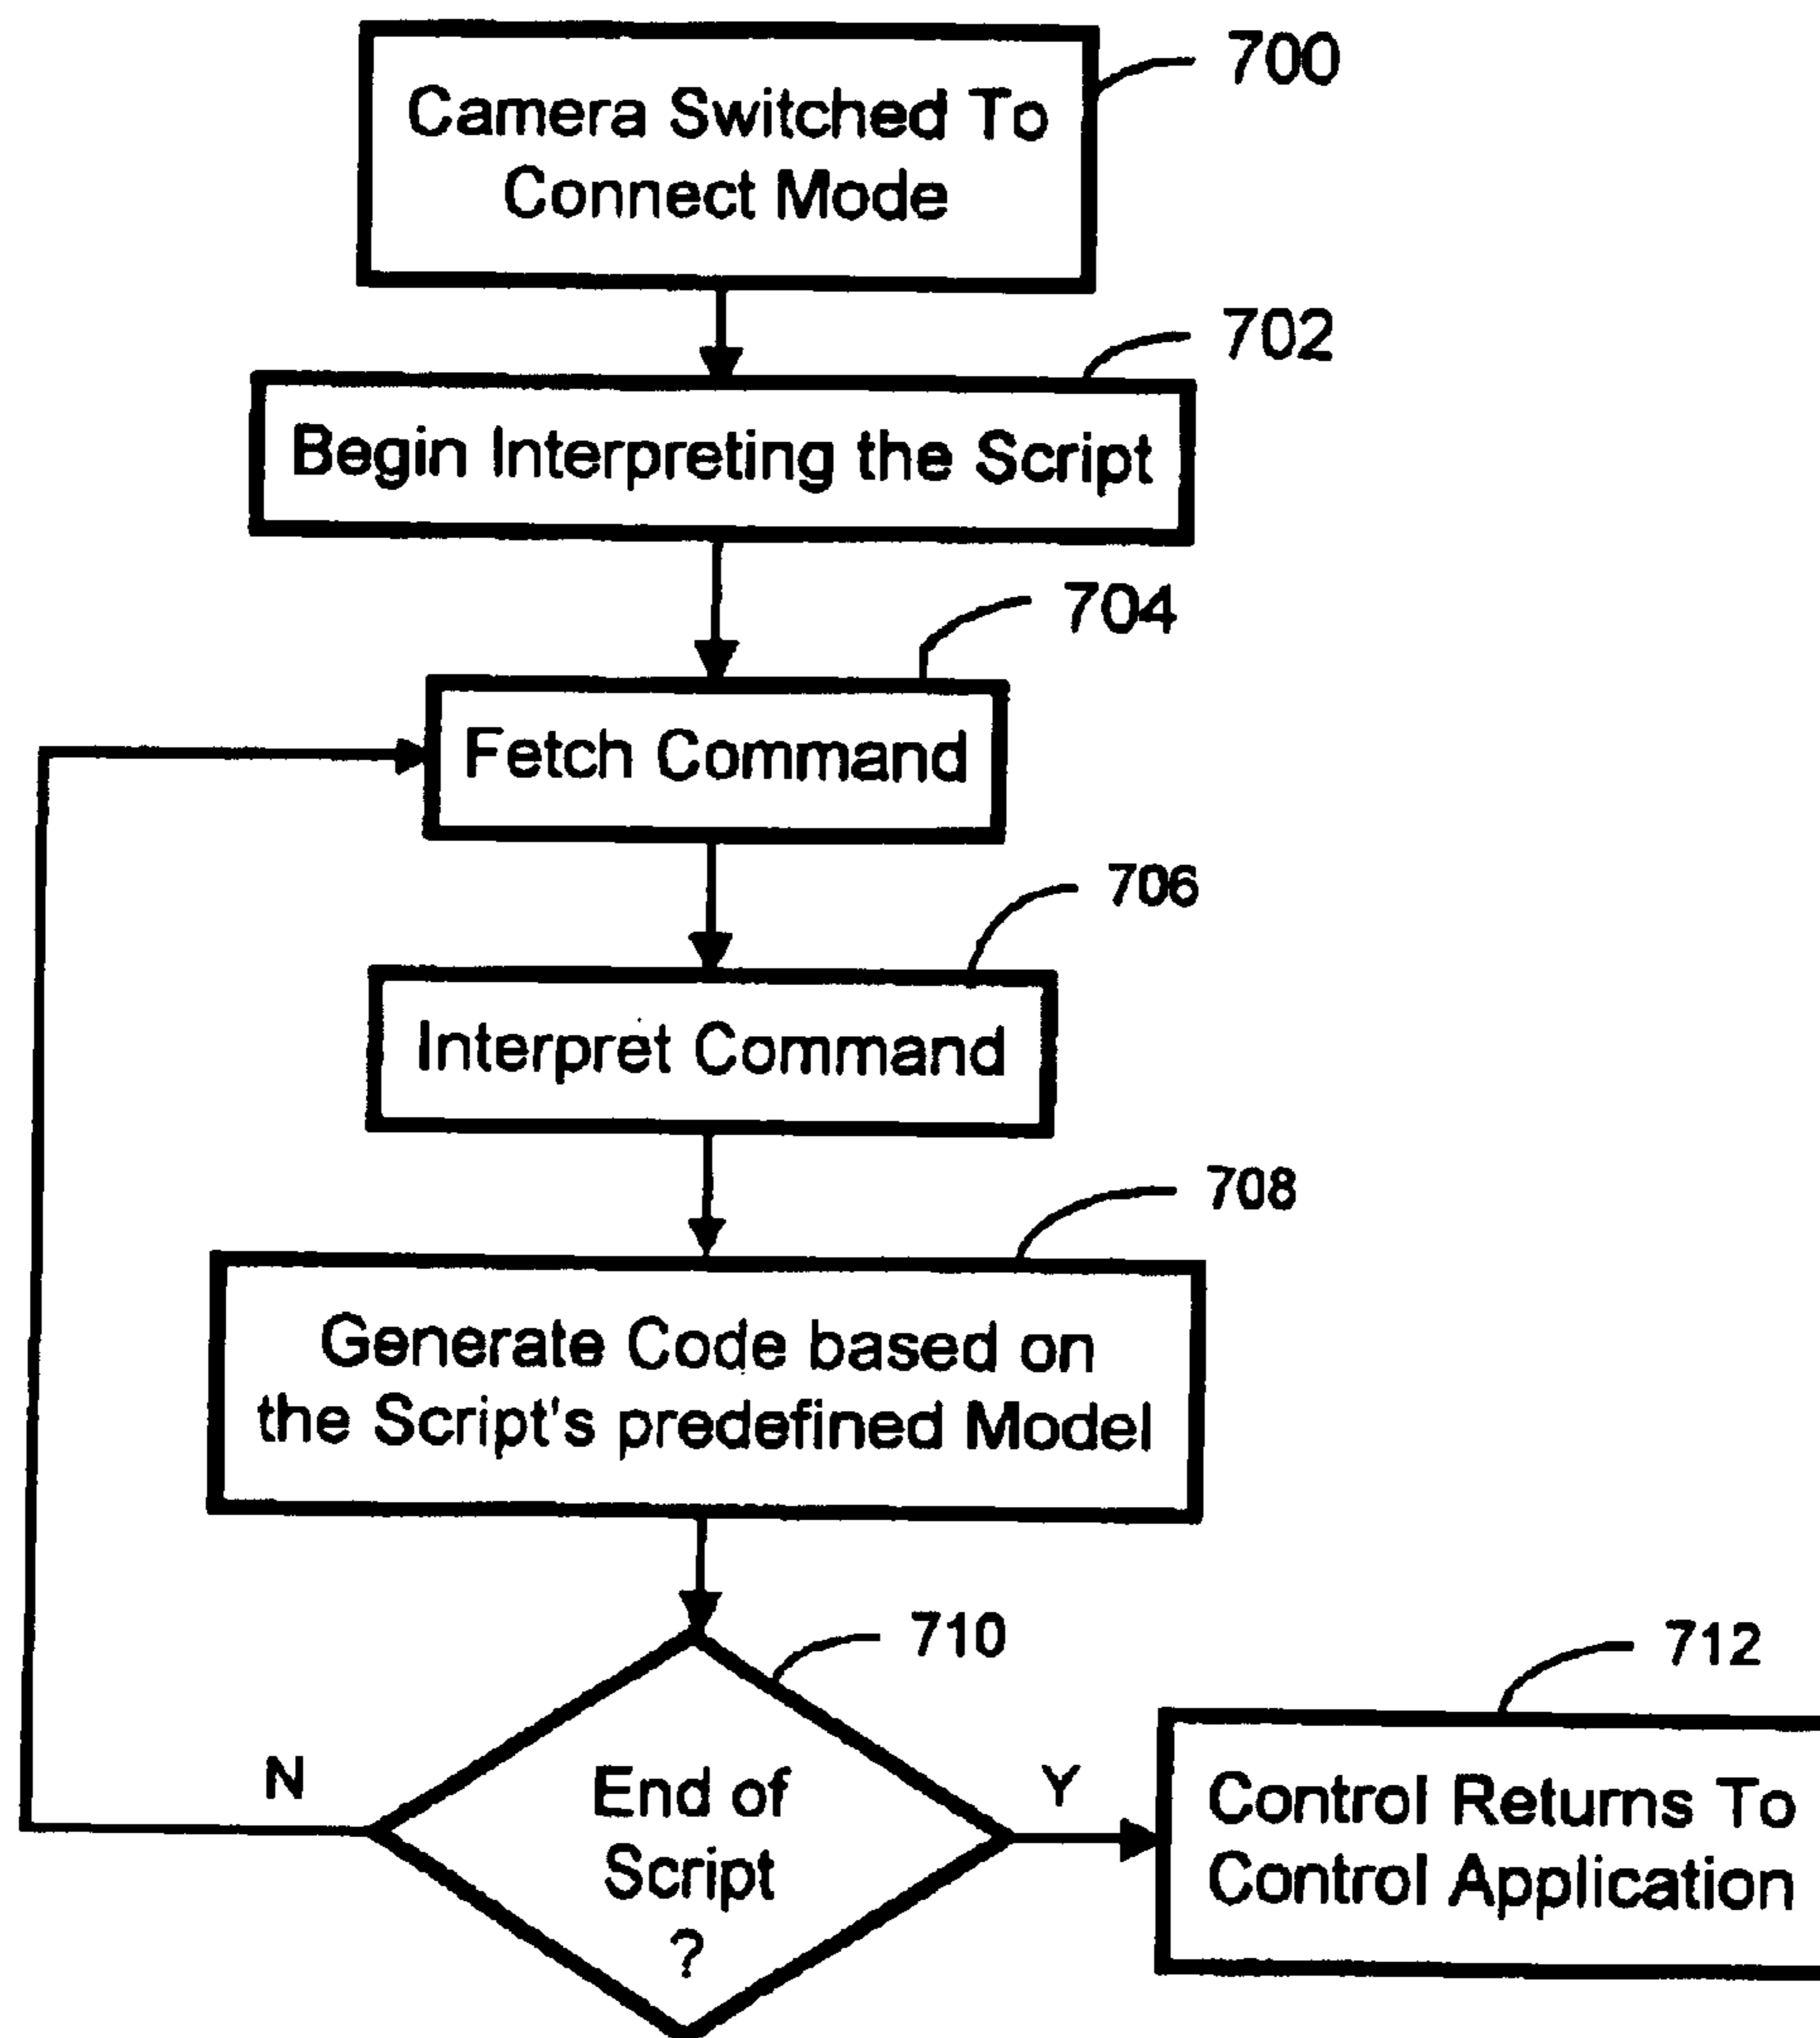 700
Camera Switched To
Connect Mode
702
Begin Interpreting the Script
704
Fetch Command
706
Interpret Command
708
Generate Code based on
the Script's predefined Model
710
End of
Script
?
N
Y
712
Control Returns To
Control Application